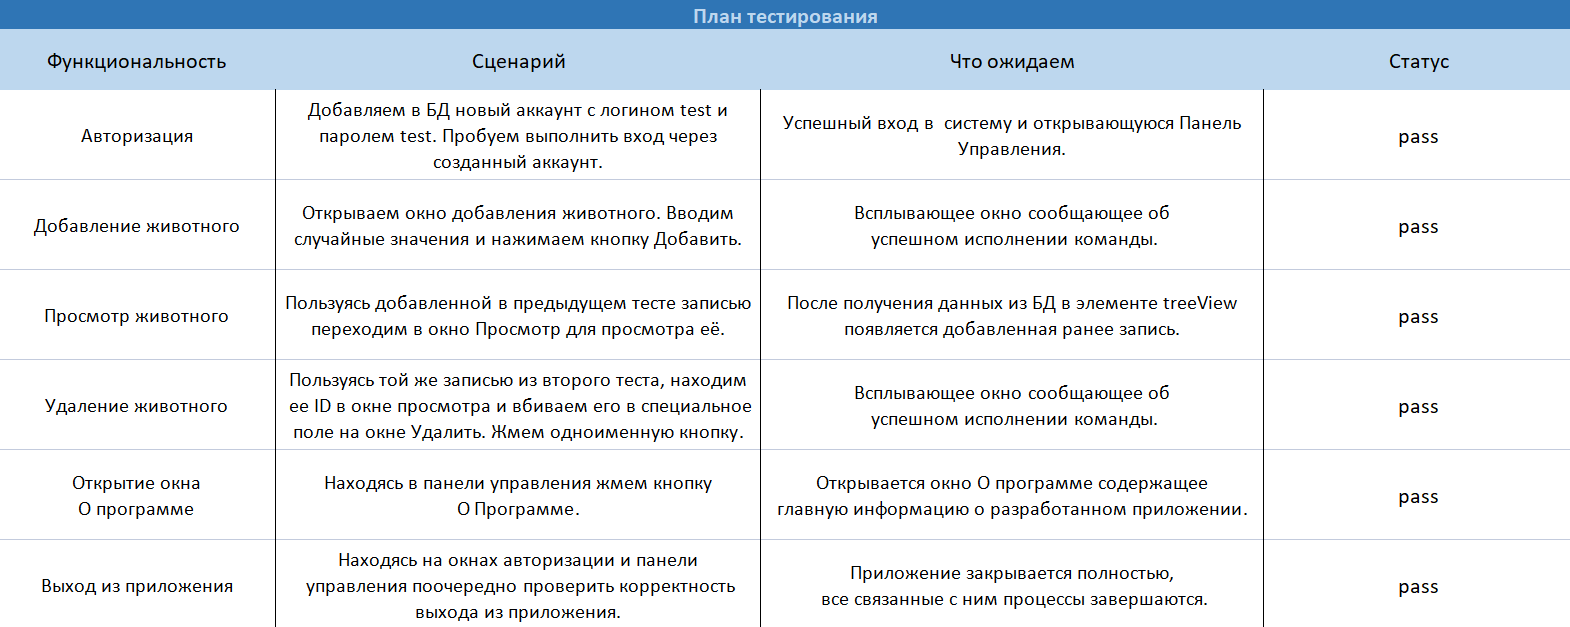 План тестирования
Функциональность
Сценарий
Что ожидаем
Статус
Авторизация
Добавляем в БД новый аккаунт с логином test и
паролем test. Пробуем выполнить вход через
созданный аккаунт.
Успешный вход в  систему и открывающуюся Панель
Управления.
pass
Добавление животного
Открываем окно добавления животного. Вводим
случайные значения и нажимаем кнопку Добавить.
Всплывающее окно сообщающее об
успешном исполнении команды.
pass
Просмотр животного
Пользуясь добавленной в предыдущем тесте записью
переходим в окно Просмотр для просмотра её.
После получения данных из БД в элементе treeView
появляется добавленная ранее запись.
pass
Удаление животного
Пользуясь той же записью из второго теста, находим
ее ID в окне просмотра и вбиваем его в специальное
поле на окне Удалить. Жмем одноименную кнопку.
Всплывающее окно сообщающее об
успешном исполнении команды.
pass
Открытие окна
О программе
Находясь в панели управления жмем кнопку
О Программе.
Открывается окно О программе содержащее
главную информацию о разработанном приложении.
pass
Выход из приложения
Находясь на окнах авторизации и панели
управления поочередно проверить корректность
выхода из приложения.
Приложение закрывается полностью,
все связанные с ним процессы завершаются.
pass